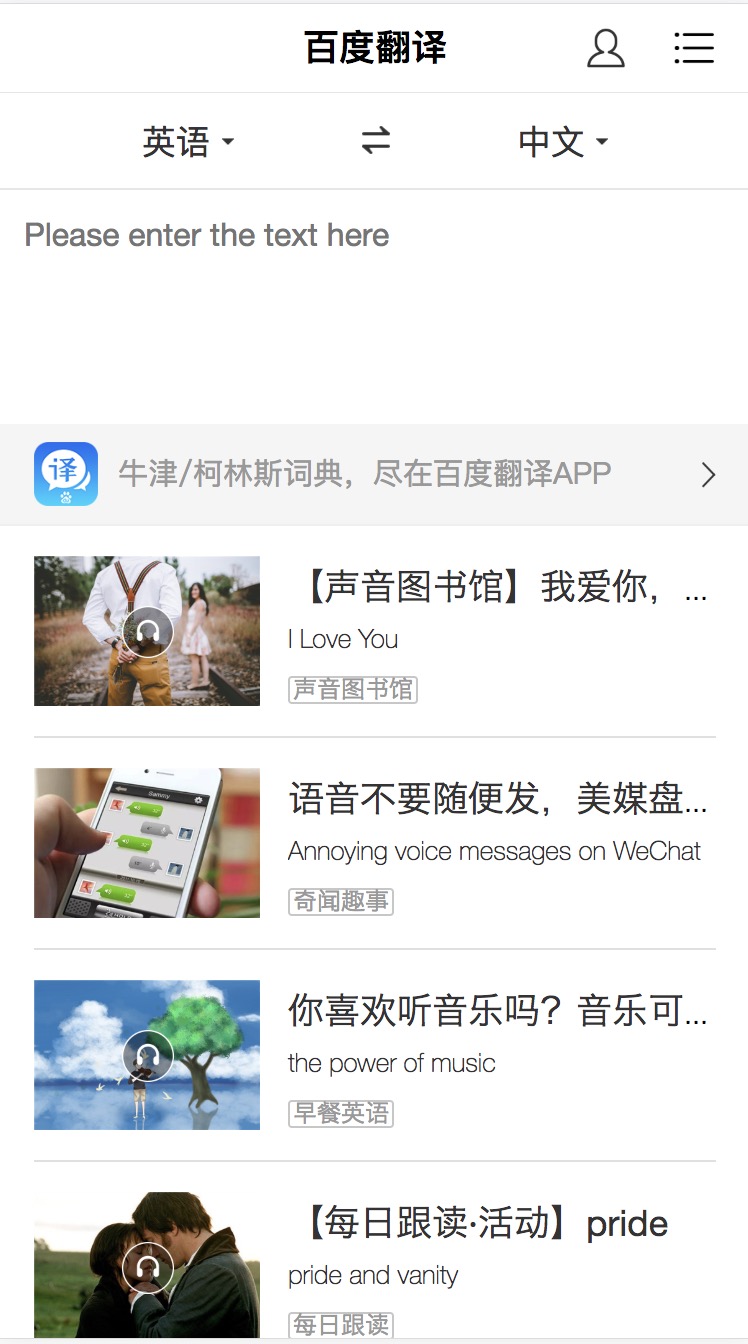 百度翻译
英语
中文
Please enter the text here
译
牛津/柯林斯词典，尽在百度翻译APP
【声音图书馆】我爱你，...
I Love You
声音图书馆
Sammy
语音不要随便发，美媒盘...
Annoying voice messages on WeChat
奇闻趣事
你喜欢听音乐吗？音乐可...
the power of music
早餐英语
【每日跟读·活动】pride
pride and vanity
每日跟读